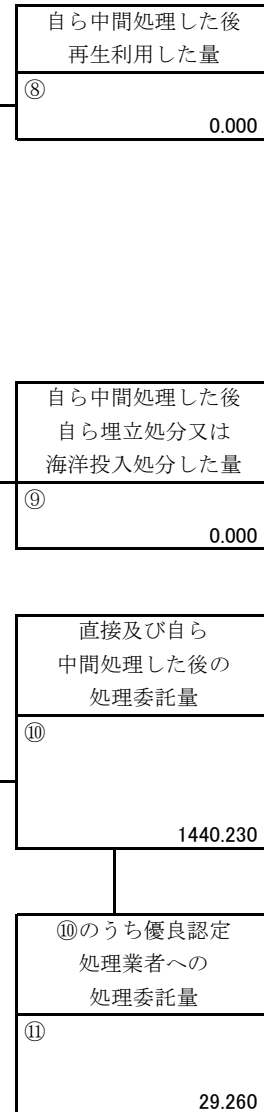 自ら中間処理した後
再生利用した量
⑧
0.000
自ら中間処理した後
自ら埋立処分又は
海洋投入処分した量
⑨
0.000
直接及び自ら
中間処理した後の
処理委託量
⑩
1440.230
⑩のうち優良認定
処理業者への
処理委託量
⑪
29.260